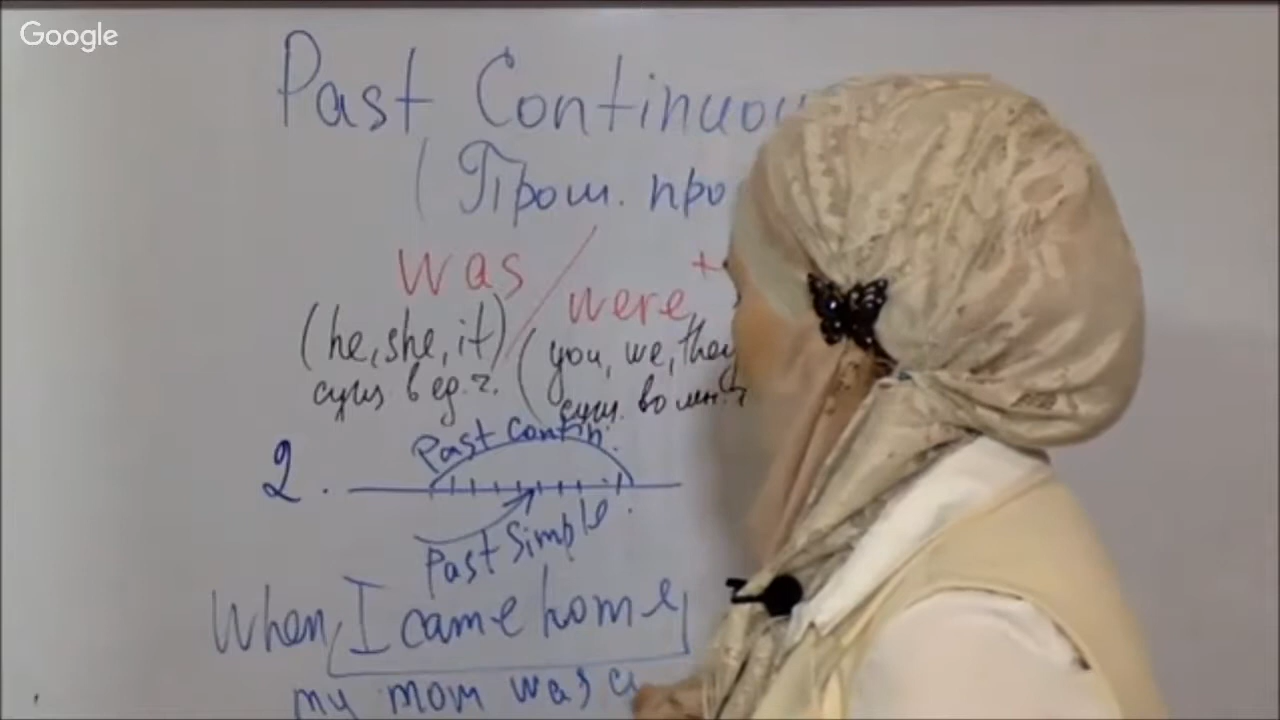 Google
Past Continuou
(Прош. про
was / were +
(he, she, it) (you, we, they
сущ в ед.ч. сущ. во мн.ч
Past Contin.
2.
Past Simple.
When I came home,
my mom was c